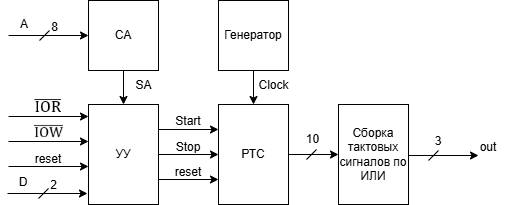 A
8
СА
Генератор
SA
Clock
IOR
IOW
reset
D
2
УУ
Start
Stop
reset
РТС
10
Сборка
тактовых
сигналов по
ИЛИ
3
out